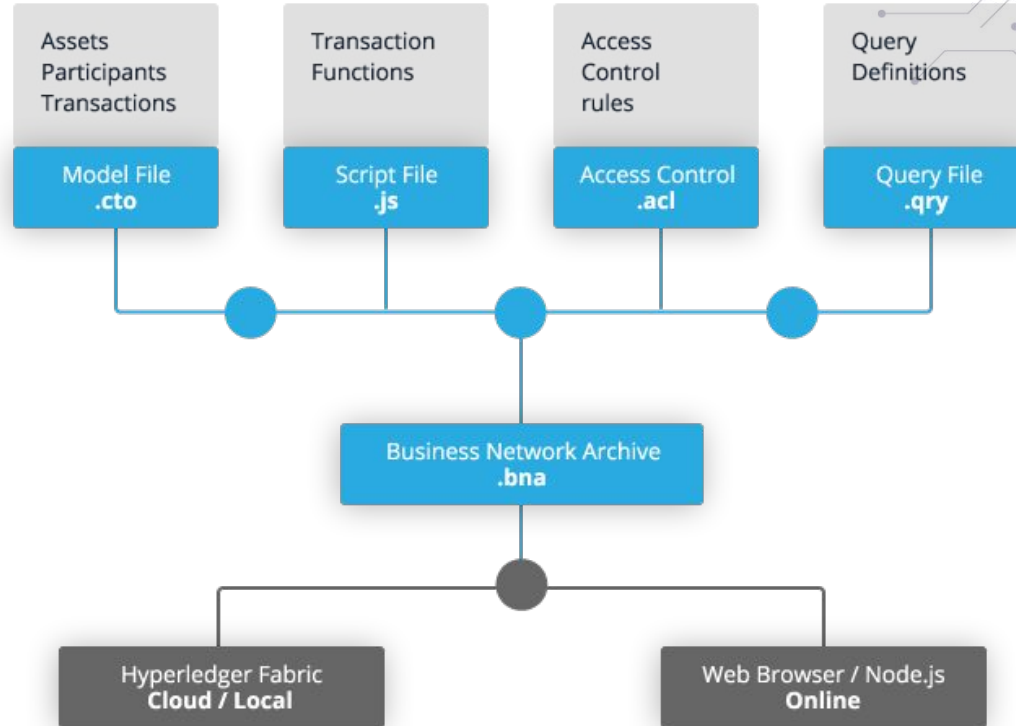 Assets
Participants
Transactions
Model File
.cto
Transaction
Functions
Script File
.js
Access
Control
rules
Access Control
.acl
Query
Definitions
Query File
.qry
Business Network Archive
.bna
Hyperledger Fabric
Cloud / Local
Web Browser / Node.js
Online